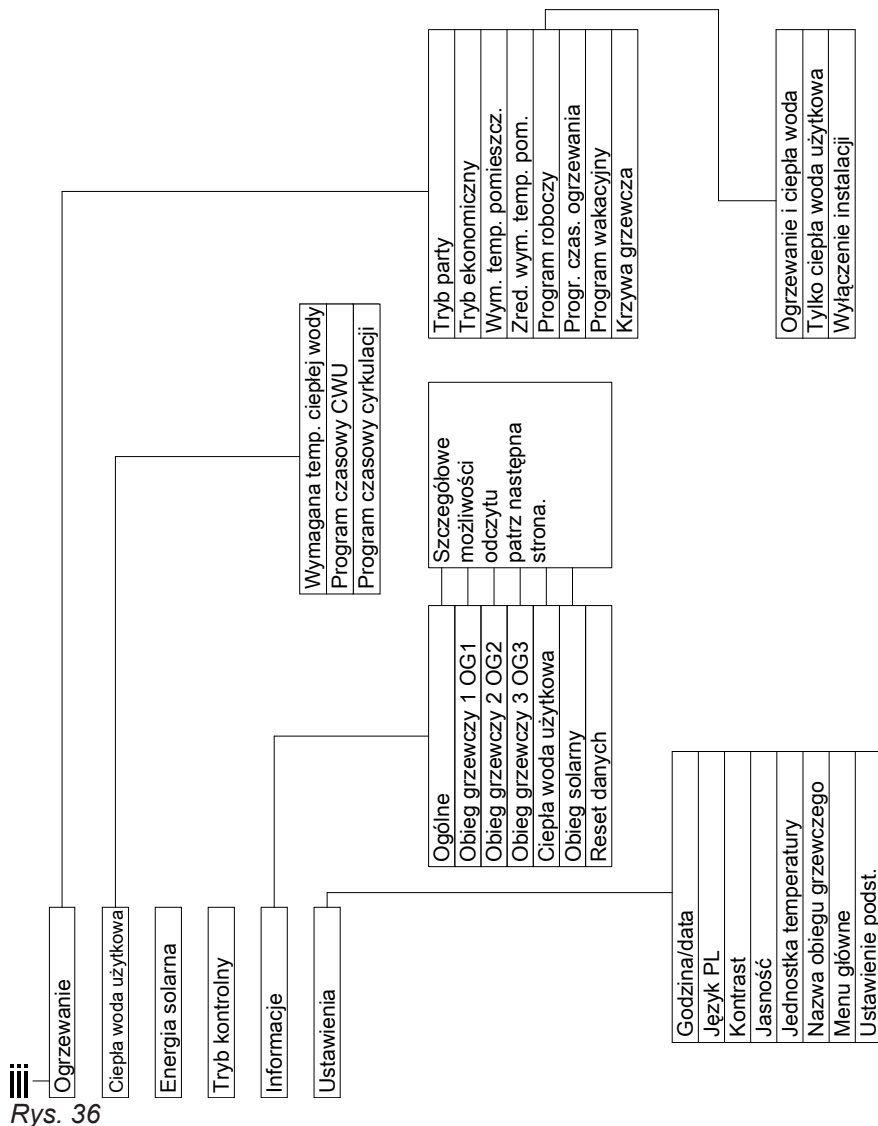 Ogrzewanie
Ciepła woda użytkowa
Energia solarna
Tryb kontrolny
Informacje
Ustawienia
Tryb party
Tryb ekonomiczny
Wym. temp. pomieszcz.
Zred. wym. temp. pom.
Program roboczy
Progr. czas. ogrzewania
Program wakacyjny
Krzywa grzewcza
Ogrzewanie i ciepła woda
Tylko ciepła woda użytkowa
Wyłączenie instalacji
Wymagana temp. ciepłej wody
Program czasowy CWU
Program czasowy cyrkulacji
Ogólne
Obieg grzewczy 1 OG1
Obieg grzewczy 2 OG2
Obieg grzewczy 3 OG3
Ciepła woda użytkowa
Obieg solarny
Reset danych
Szczegółowe
możliwości
odczytu
patrz następna
strona.
Godzina/data
Język PL
Kontrast
Jasność
Jednostka temperatury
Nazwa obiegu grzewczego
Menu główne
Ustawienie podst.
Rys. 36